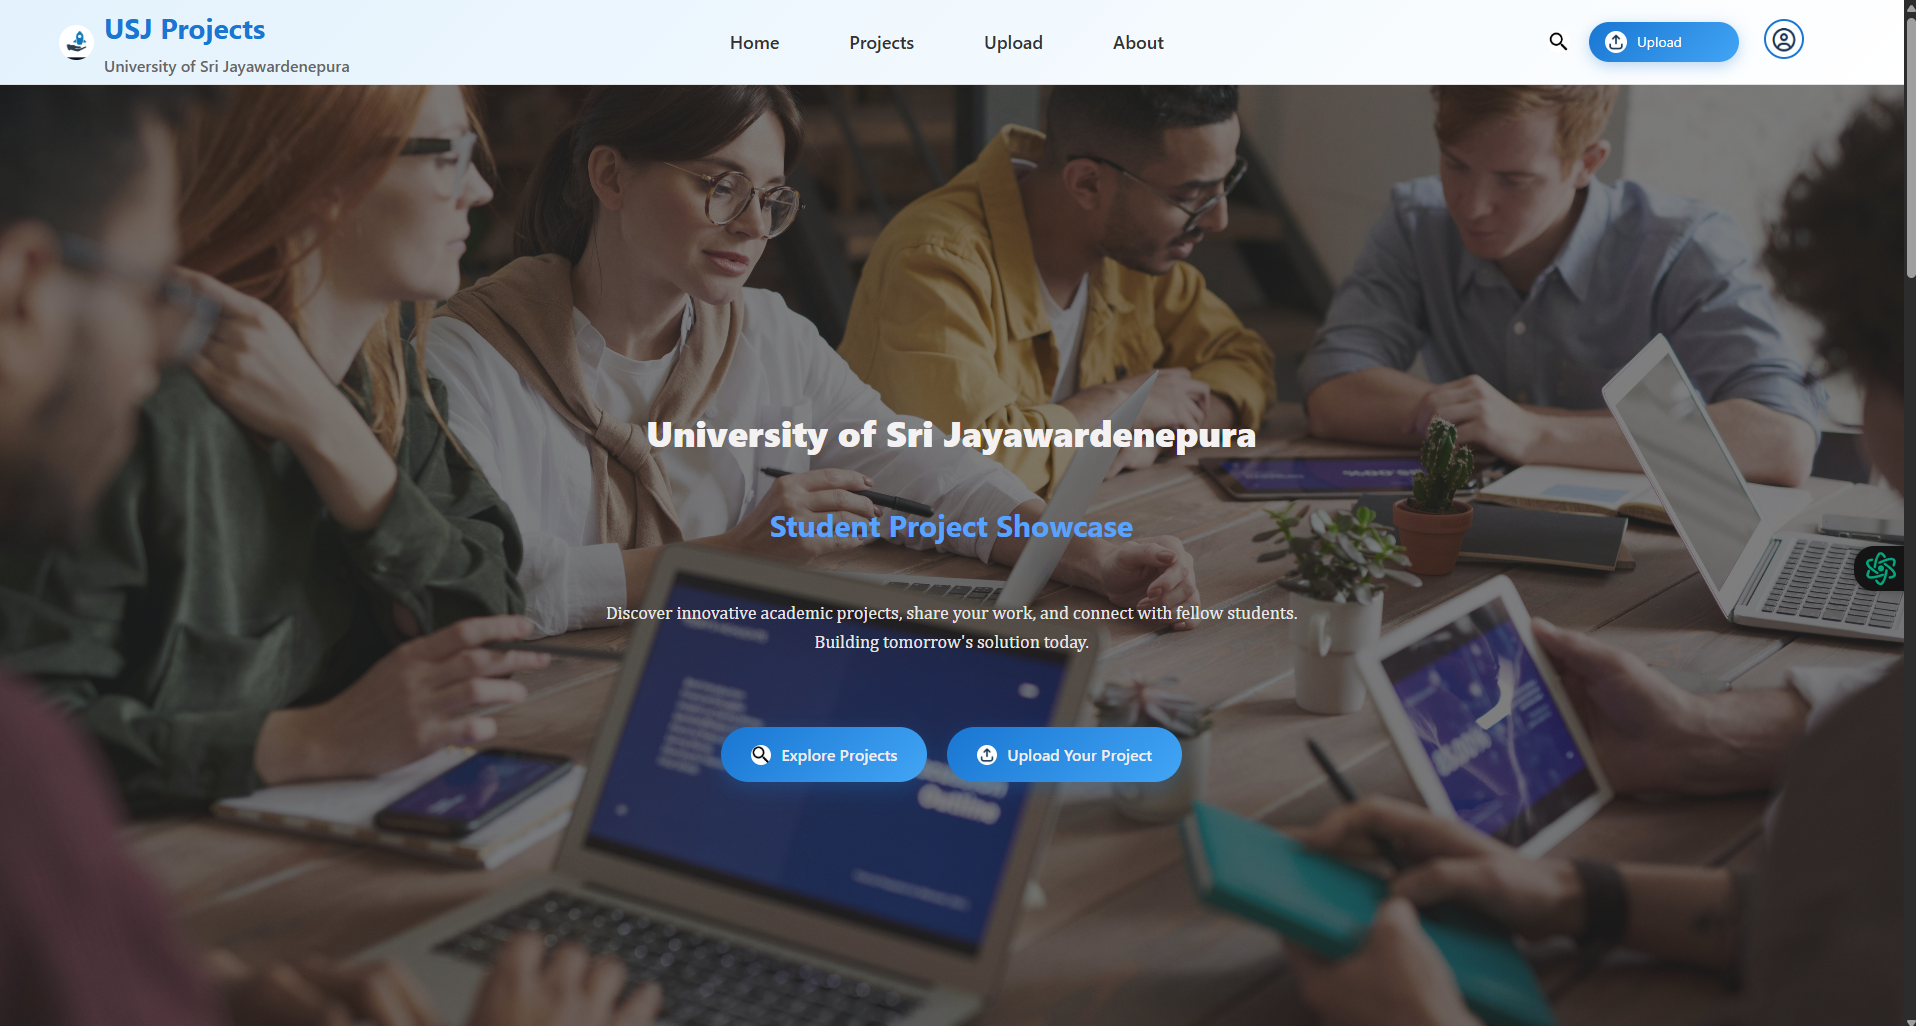 USJ Projects
University of Sri Jayawardenepura
Home
Projects
Upload
About
Upload
University of Sri Jayawardenepura
Student Project Showcase
Discover innovative academic projects, share your work, and connect with fellow students.
Building tomorrow's solution today.
Explore Projects
Upload Your Project
Outline